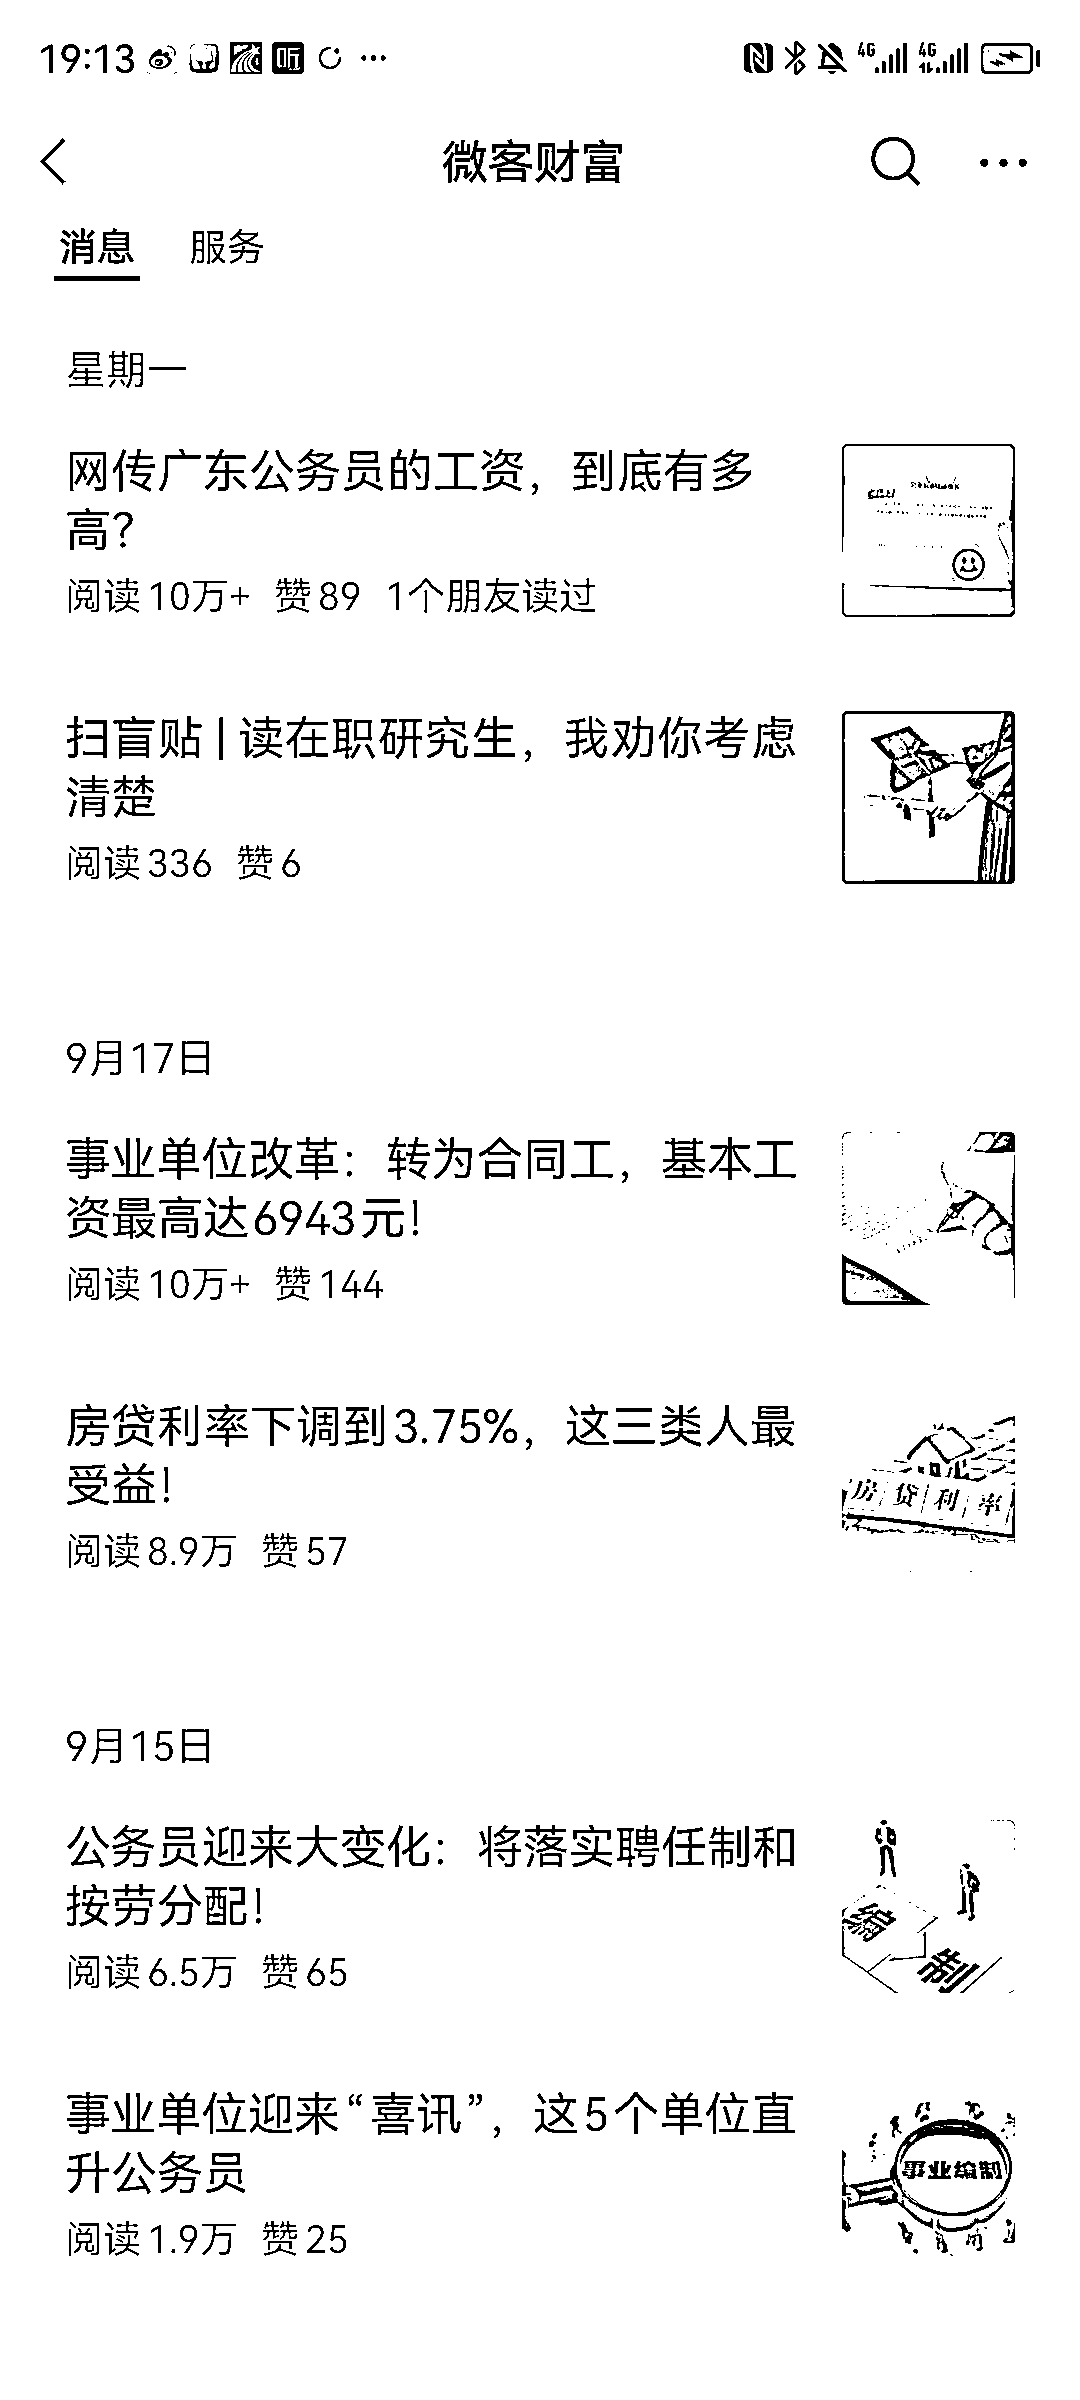 19:13
听
4G
4G
微客财富
消息
服务
星期一
网传广东公务员的工资，到底有多
高？
阅读 10万+ 赞 89 1个朋友读过
扫盲贴 | 读在职研究生，我劝你考虑
清楚
阅读 336 赞 6
9月17日
事业单位改革：转为合同工，基本工
资最高达6943元！
阅读 10万+ 赞 144
房贷利率下调到3.75%，这三类人最
受益！
阅读 8.9万 赞 57
房贷利率
9月15日
公务员迎来大变化：将落实聘任制和
按劳分配！
阅读 6.5万 赞 65
编
制
事业单位迎来“喜讯”，这5个单位直
升公务员
阅读 1.9万 赞 25
事业编制